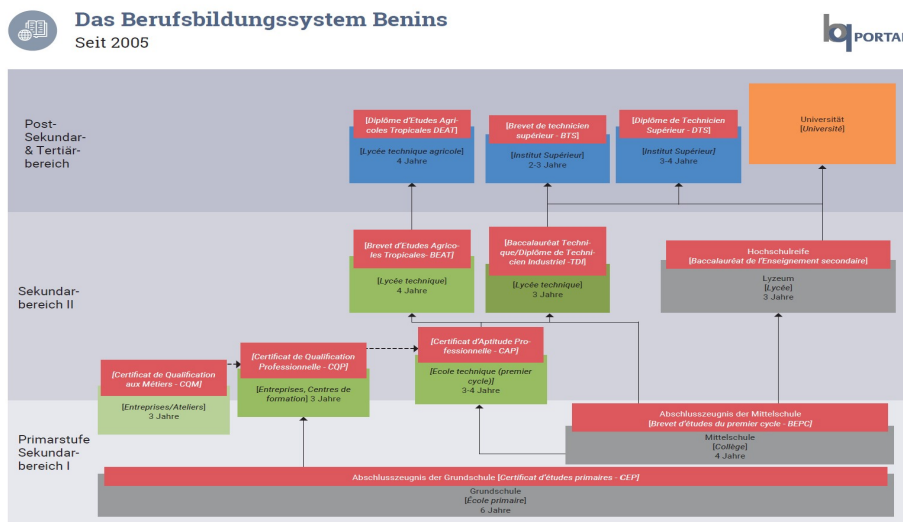 Das Berufsbildungssystem Benins
Seit 2005
bq PORTAL
Post-
Sekundar-
& Tertiär-
bereich
[Diplôme d'Etudes Agri-
coles Tropicales DEAT]
[Lycée technique agricole]
4 Jahre
[Brevet de technicien
supérieur - BTS]
[Institut Supérieur]
2-3 Jahre
[Diplôme de Technicien
Supérieur - DTS]
[Institut Supérieur]
3-4 Jahre
Universität
[Université]
Sekundar-
bereich II
[Brevet d'Etudes Agrico-
les Tropicales- BEAT]
[Lycée technique]
4 Jahre
[Baccalauréat Techni-
que/Diplôme de Techni-
cien Industriel -TDI]
[Lycée technique]
3 Jahre
Hochschulreife
[Baccalauréat de l'Enseignement secondaire]
Lyzeum
[Lycée]
3 Jahre
[Certificat de Qualification
aux Métiers - CQM]
[Entreprises/Ateliers]
3 Jahre
[Certificat de Qualification
Professionnelle - CQP]
[Entreprises, Centres de
formation] 3 Jahre
[Certificat d'Aptitude Pro-
fessionnelle - CAP]
[Ecole technique (premier
cycle)]
3-4 Jahre
Primarstufe
Sekundar-
bereich I
Abschlusszeugnis der Mittelschule
[Brevet d'études du premier cycle - BEPC]
Mittelschule
[Collège]
4 Jahre
Abschlusszeugnis der Grundschule [Certificat d'études primaires - CEP]
Grundschule
[École primaire]
6 Jahre